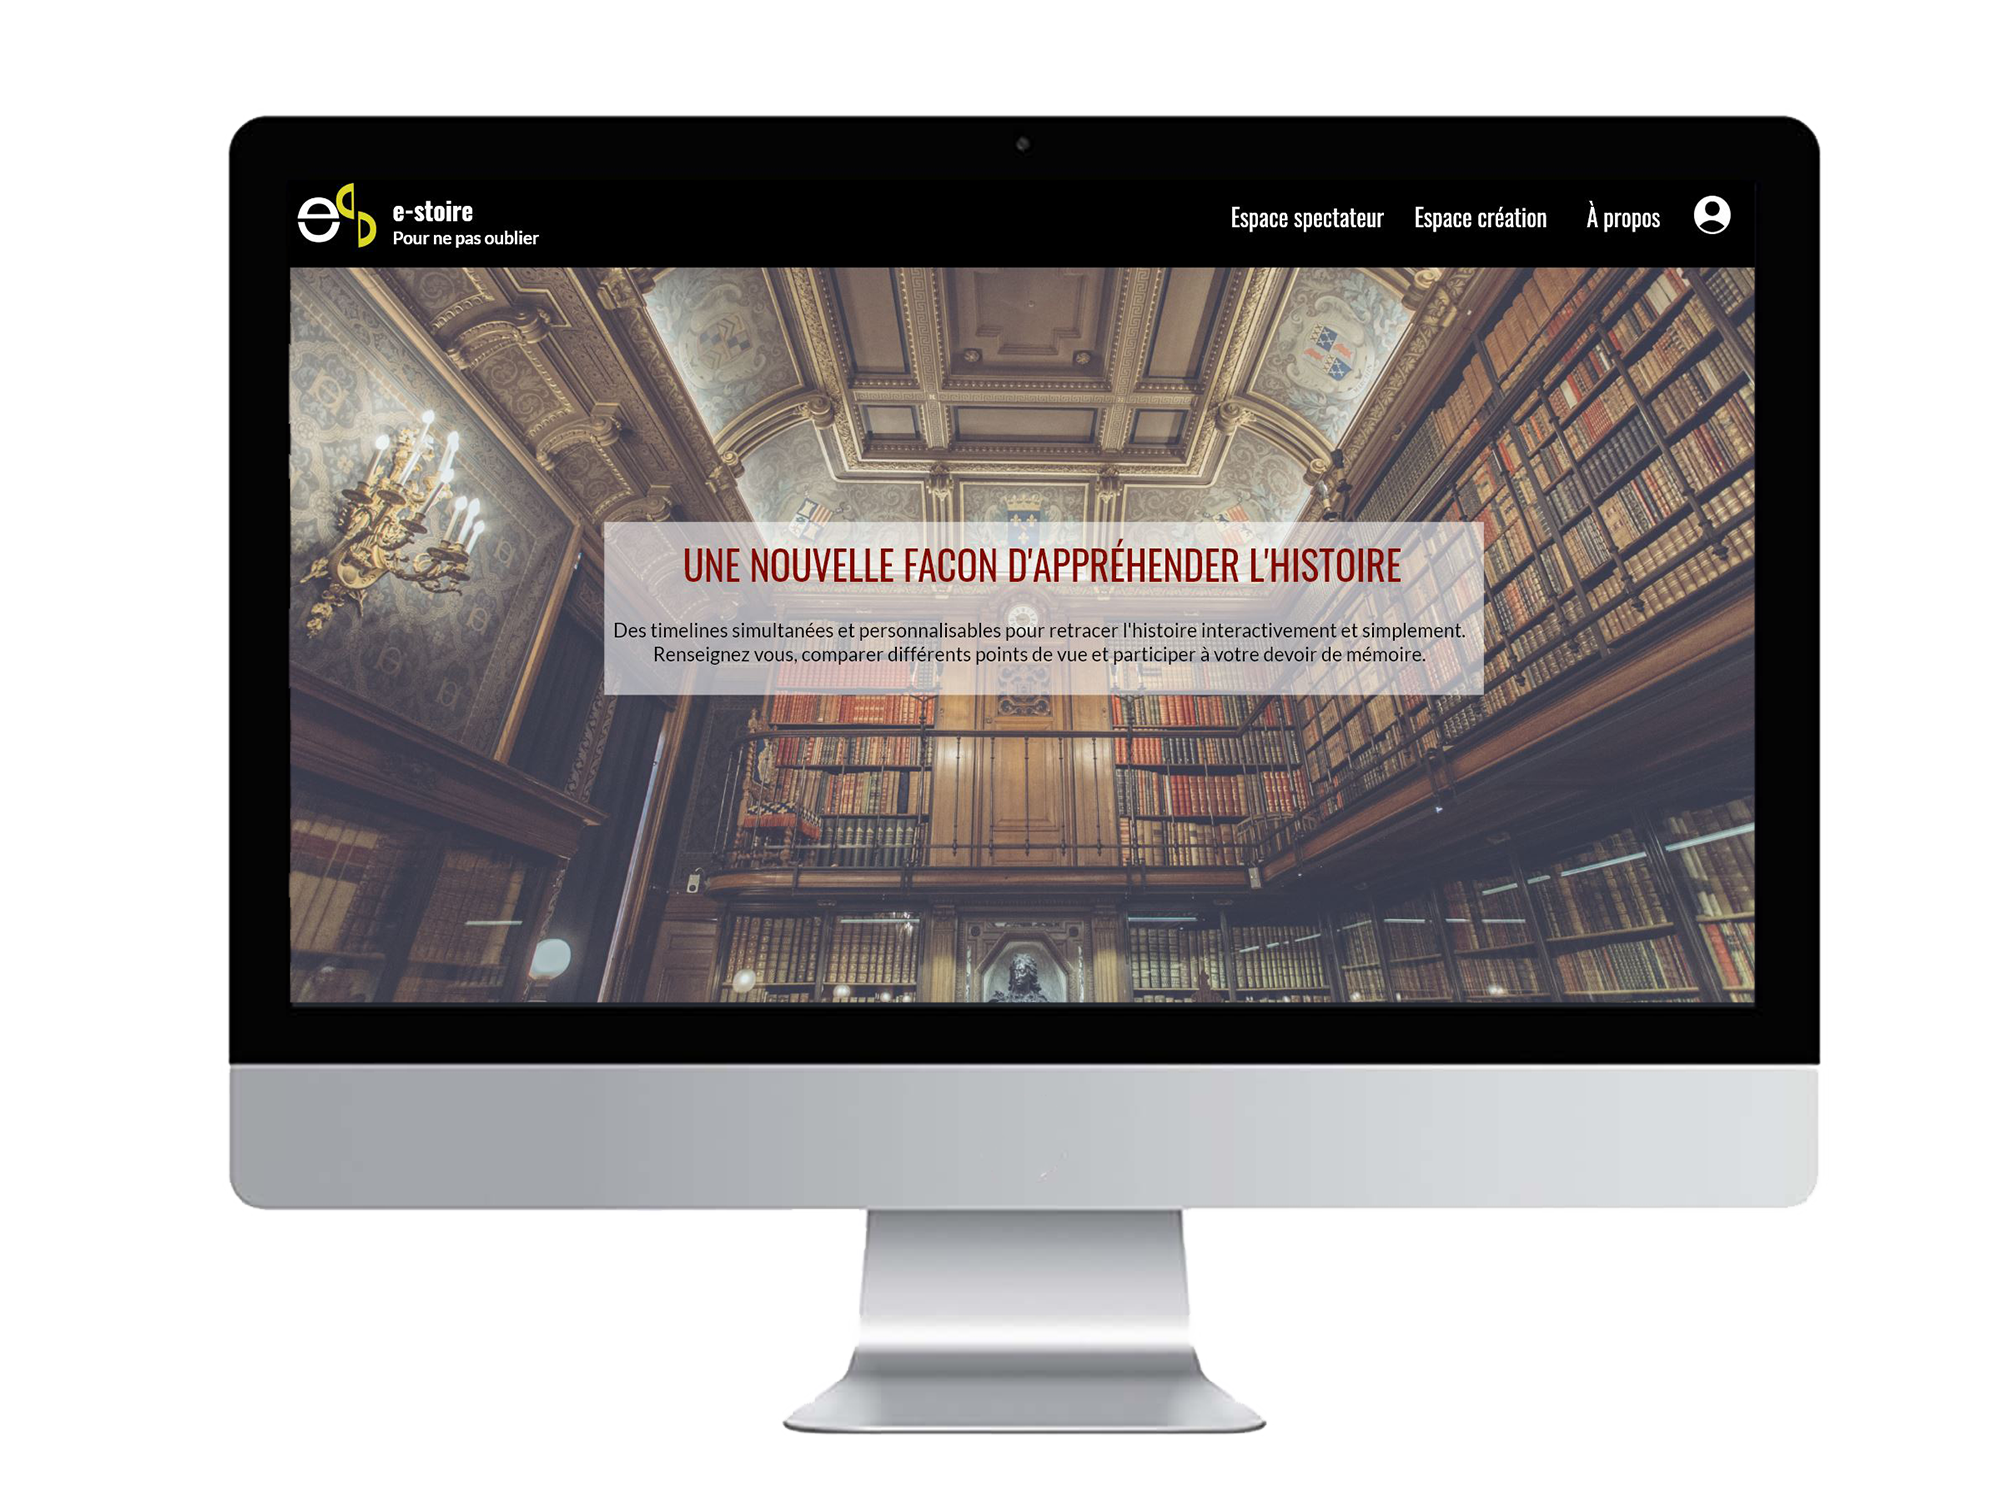 e-stoire
Pour ne pas oublier
Espace spectateur
Espace création
À propos
UNE NOUVELLE FACON D'APPRÉHENDER L'HISTOIRE
Des timelines simultanées et personnalisables pour retracer l'histoire interactivement et simplement.
Renseignez vous, comparer différents points de vue et participer à votre devoir de mémoire.